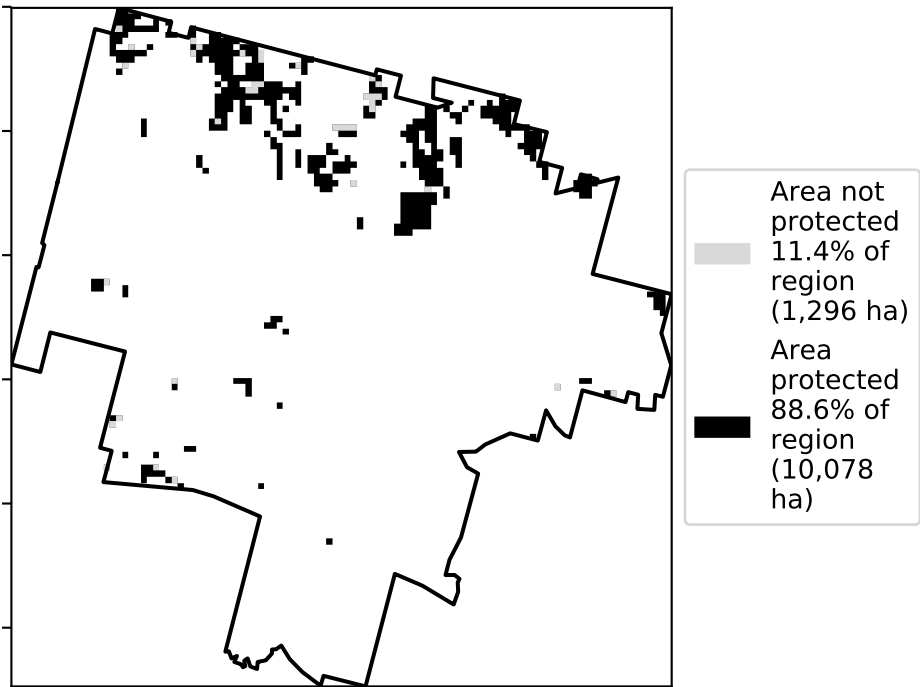 Area not
protected
11.4% of
region
(1,296 ha)
Area
protected
88.6% of
region
(10,078
ha)